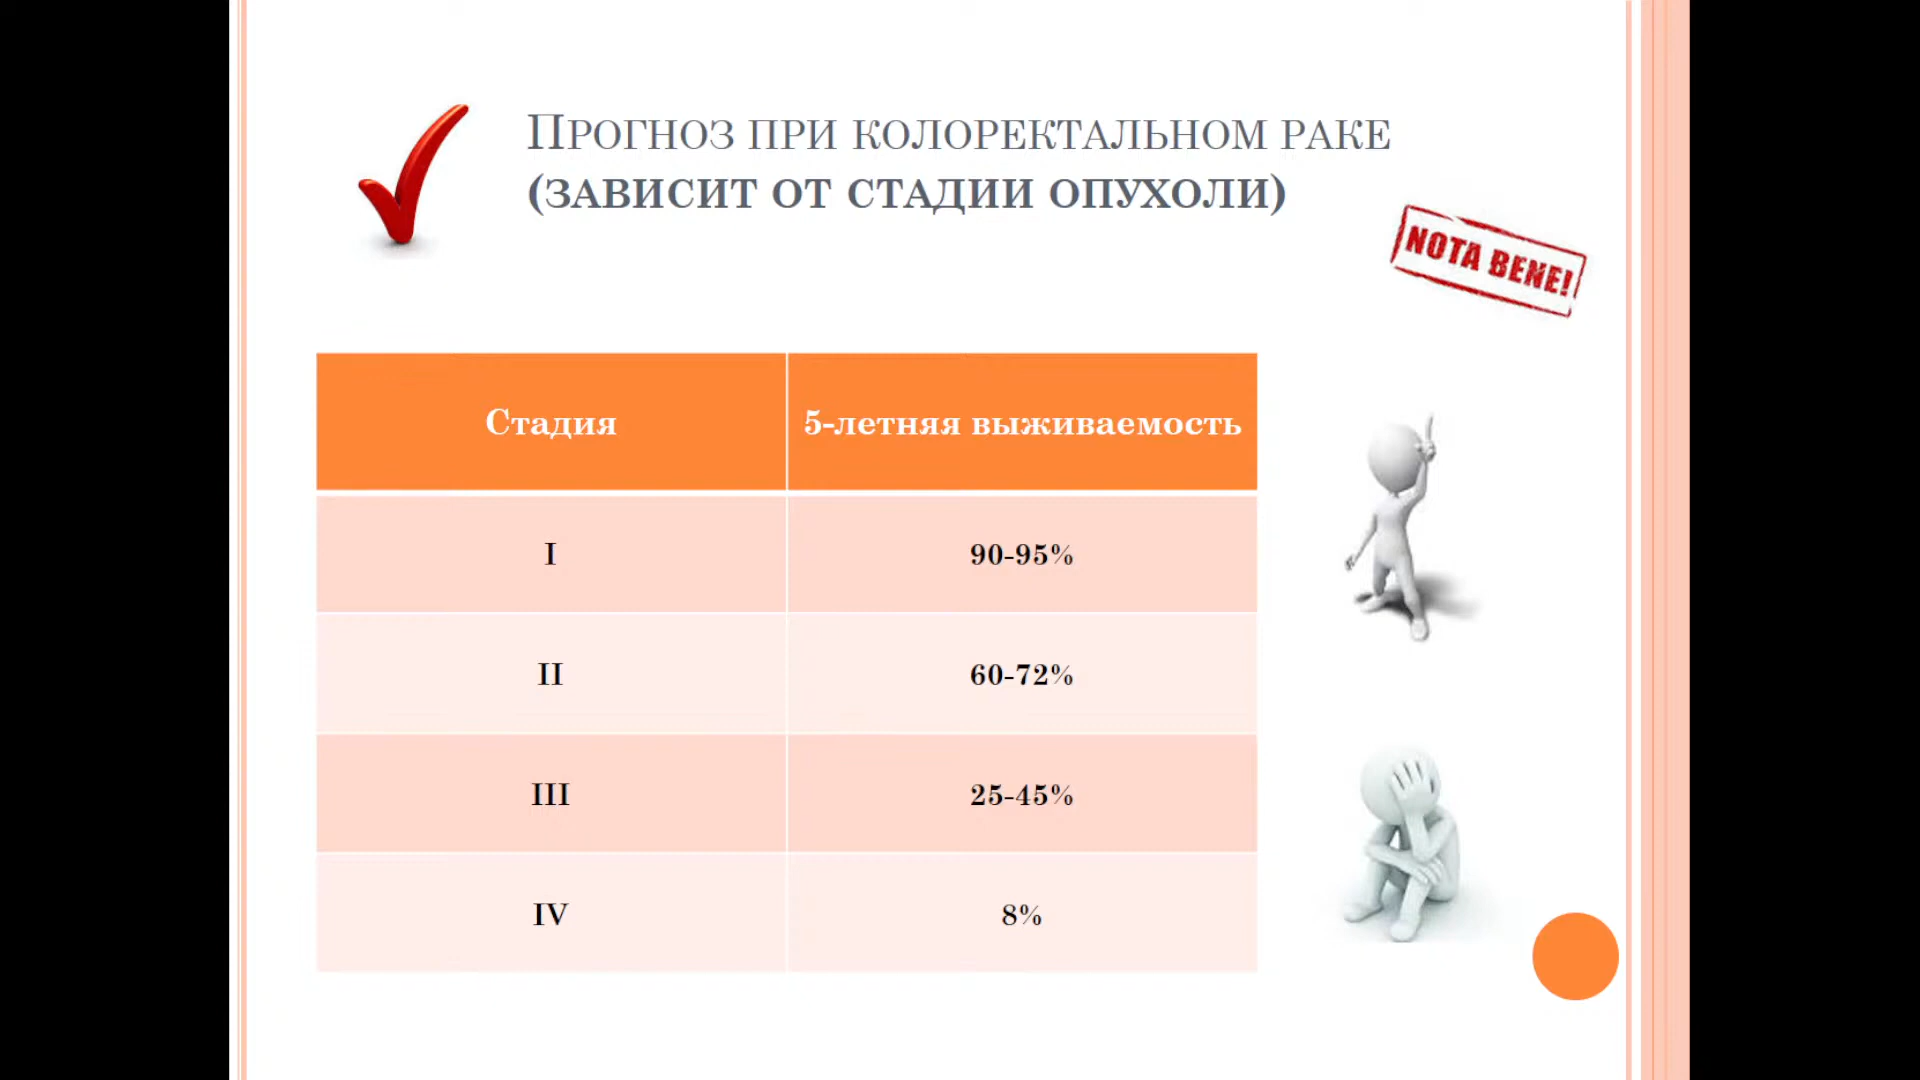 Прогноз при колоректальном раке
(зависит от стадии опухоли)
NOTA BENE!
Стадия 5-летняя выживаемость
I 90-95%
II 60-72%
III 25-45%
IV 8%